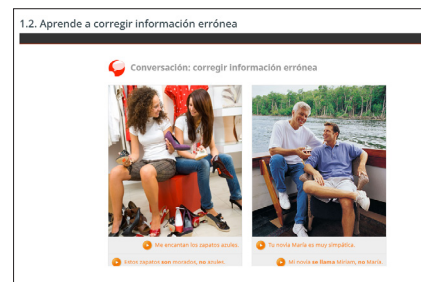 1.2. Aprende a corregir información errónea
Conversación: corregir información errónea
Me encantan los zapatos azules.
Estos zapatos son morados, no azules.
Tu novia María es muy simpática.
Mi novia se llama Miriam, no María.